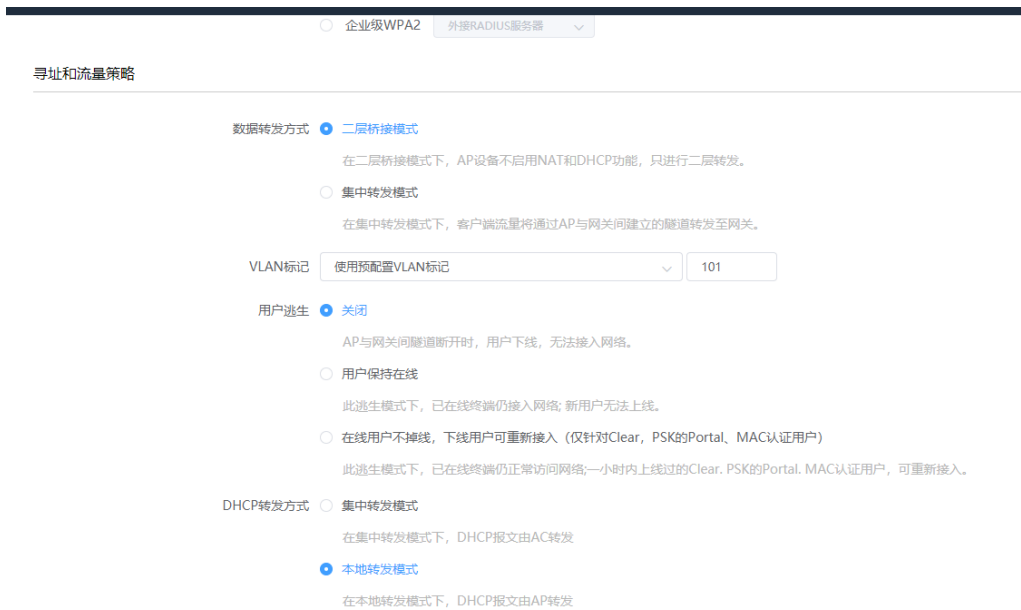 企业级WPA2 外接RADIUS服务器
寻址和流量策略
数据转发方式 二层桥接模式
在二层桥接模式下，AP设备不启用NAT和DHCP功能，只进行二层转发。
集中转发模式
在集中转发模式下，客户端流量将通过AP与网关间建立的隧道转发至网关。
VLAN标记 使用预配置VLAN标记 101
用户逃生 关闭
AP与网关间隧道断开时，用户下线，无法接入网络。
用户保持在线
此逃生模式下，已在线终端仍接入网络; 新用户无法上线。
在线用户不掉线，下线用户可重新接入（仅针对Clear，PSK的Portal、MAC认证用户）
此逃生模式下，已在线终端仍正常访问网络;一小时内上线过的Clear. PSK的Portal. MAC认证用户，可重新接入。
DHCP转发方式 集中转发模式
在集中转发模式下，DHCP报文由AC转发
本地转发模式
在本地转发模式下，DHCP报文由AP转发